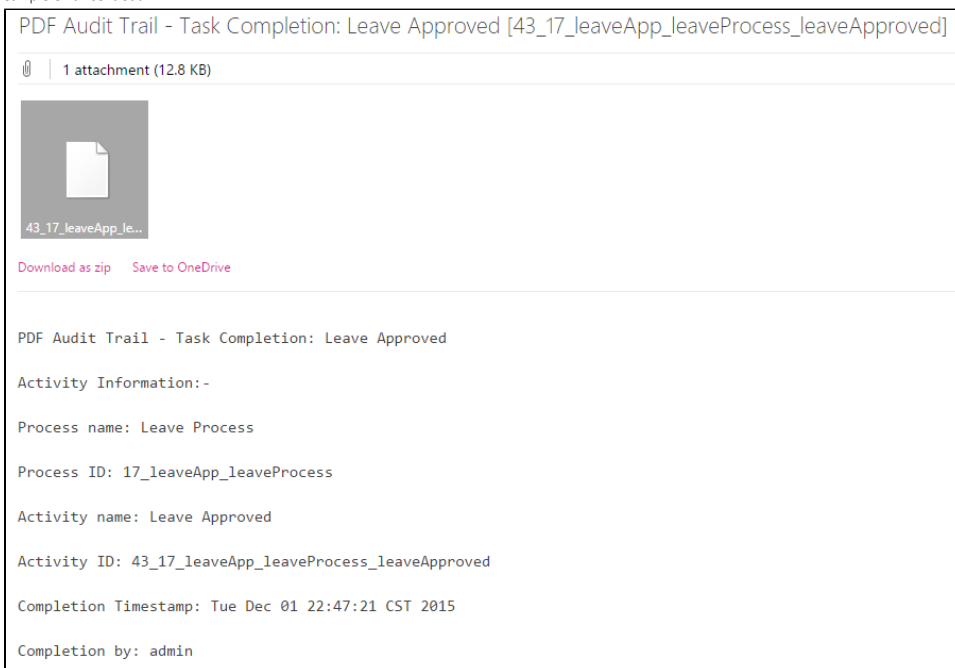 PDF Audit Trail - Task Completion: Leave Approved [43_17_leaveApp_leaveProcess_leaveApproved]
1 attachment (12.8 KB)
43_17_leaveApp_le...
Download as zip Save to OneDrive
PDF Audit Trail - Task Completion: Leave Approved
Activity Information:-
Process name: Leave Process
Process ID: 17_leaveApp_leaveProcess
Activity name: Leave Approved
Activity ID: 43_17_leaveApp_leaveProcess_leaveApproved
Completion Timestamp: Tue Dec 01 22:47:21 CST 2015
Completion by: admin